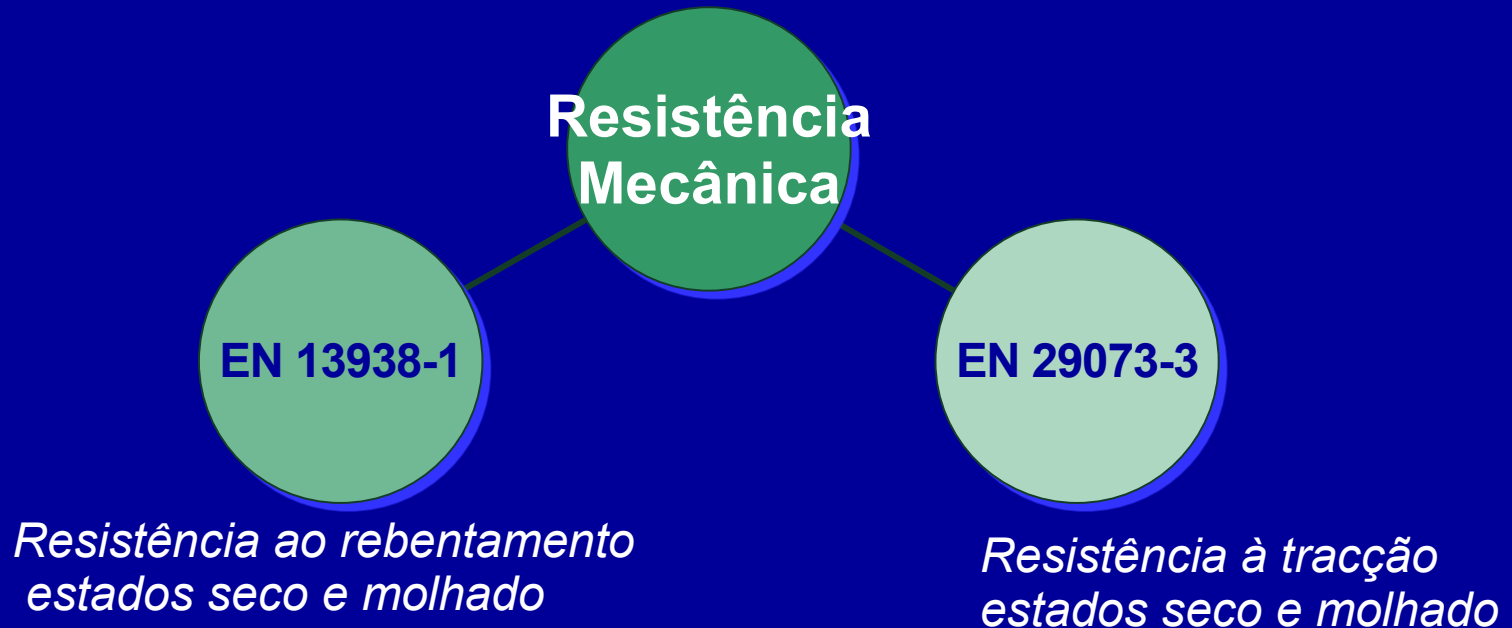 Resistência
Mecânica
EN 13938-1
EN 29073-3
Resistência ao rebentamento
estados seco e molhado
Resistência à tracção
estados seco e molhado